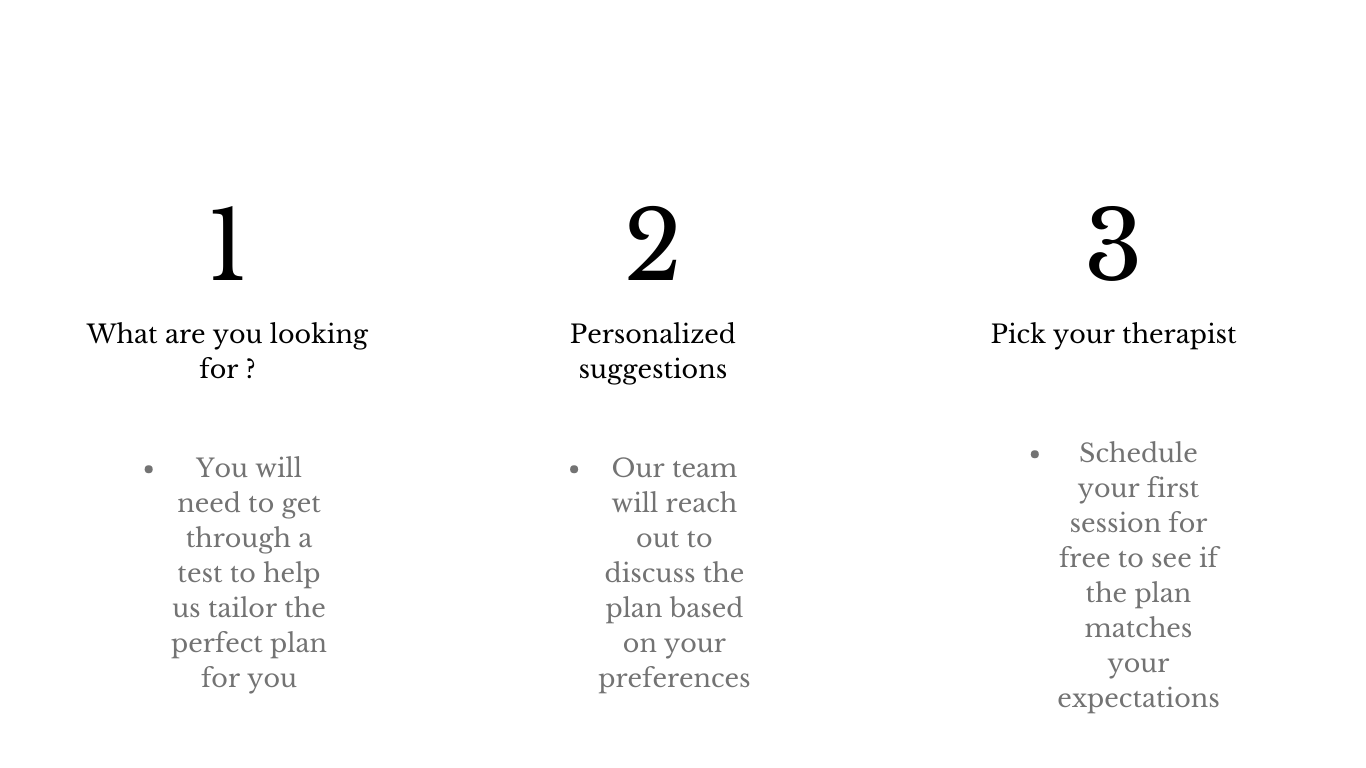 1
What are you looking
for ?
• You will
need to get
through a
test to help
us tailor the
perfect plan
for you
2
Personalized
suggestions
• Our team
will reach
out to
discuss the
plan based
on your
preferences
3
Pick your therapist
• Schedule
your first
session for
free to see if
the plan
matches
your
expectations